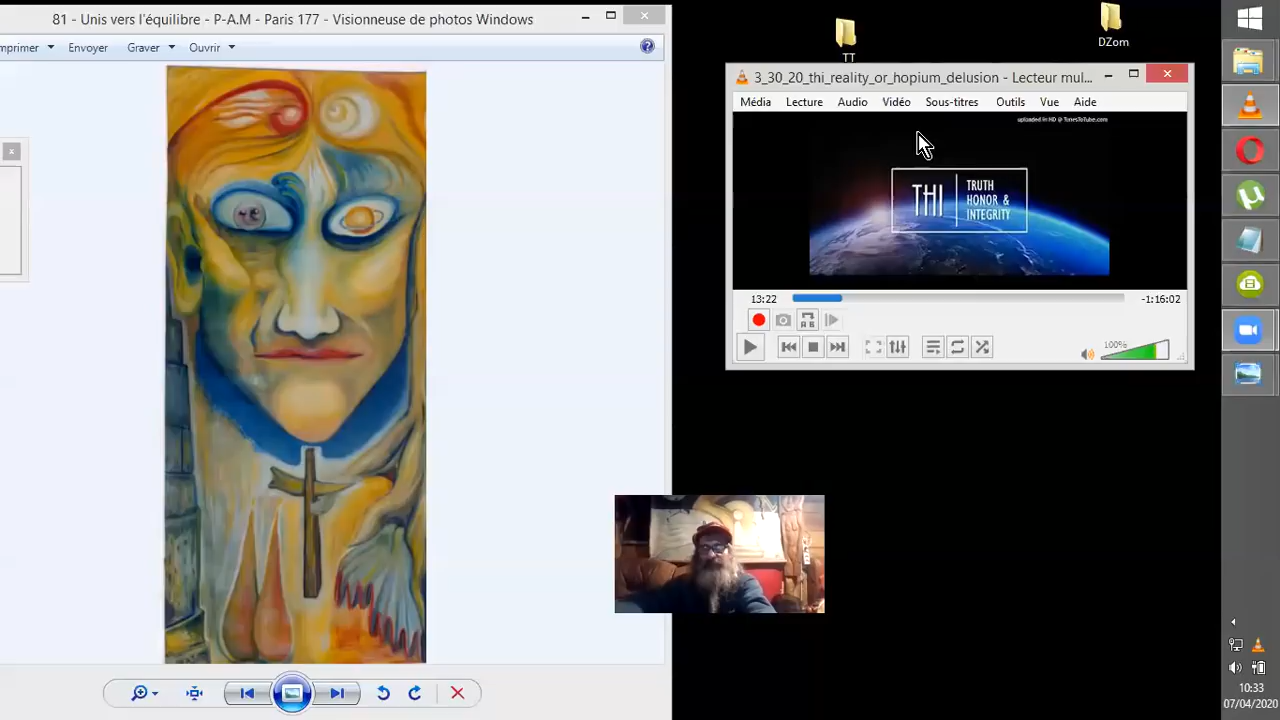 81 - Unis vers l'équilibre - P-A-M - Paris 177 - Visionneuse de photos Windows
mprimer Envoyer Graver Ouvrir
TT
DZom
3_30_20_thi_reality_or_hopium_delusion - Lecteur mul...
Média Lecture Audio Vidéo Sous-titres Outils Vue Aide
uploaded in HD @ TunesToTube.com
THI TRUTH
HONOR &
INTEGRITY
13:22 -1:16:02
A B
100%
10:33
07/04/2020